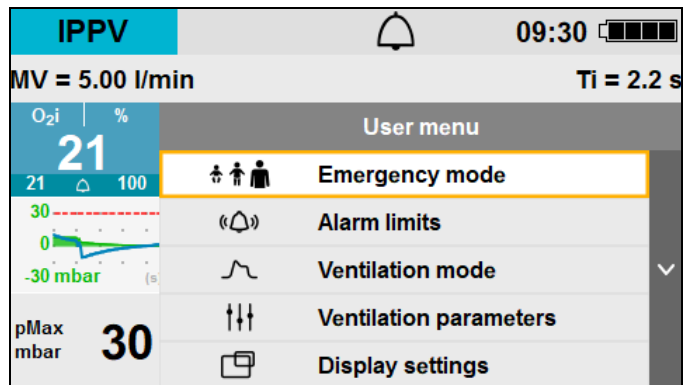 IPPV 09:30
MV = 5.00 l/min Ti = 2.2 s
O₂i %
21
21 100
User menu
Emergency mode
Alarm limits
Ventilation mode
Ventilation parameters
Display settings
30
0
-30 mbar (s
pMax
mbar 30